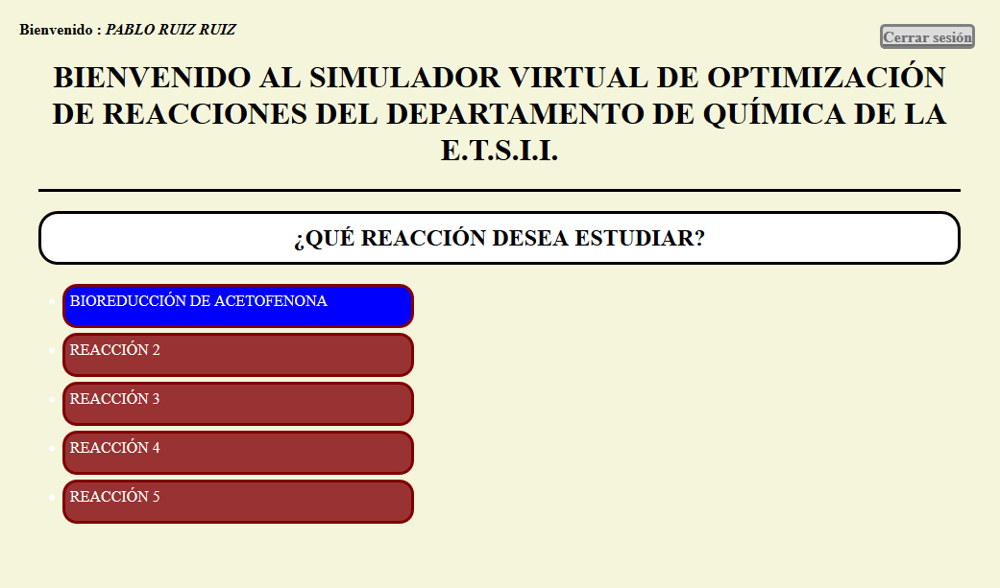 Bienvenido : PABLO RUIZ RUIZ
Cerrar sesión
BIENVENIDO AL SIMULADOR VIRTUAL DE OPTIMIZACIÓN
DE REACCIONES DEL DEPARTAMENTO DE QUÍMICA DE LA
E.T.S.I.I.
¿QUÉ REACCIÓN DESEA ESTUDIAR?
BIOREDUCCIÓN DE ACETOFENONA
REACCIÓN 2
REACCIÓN 3
REACCIÓN 4
REACCIÓN 5